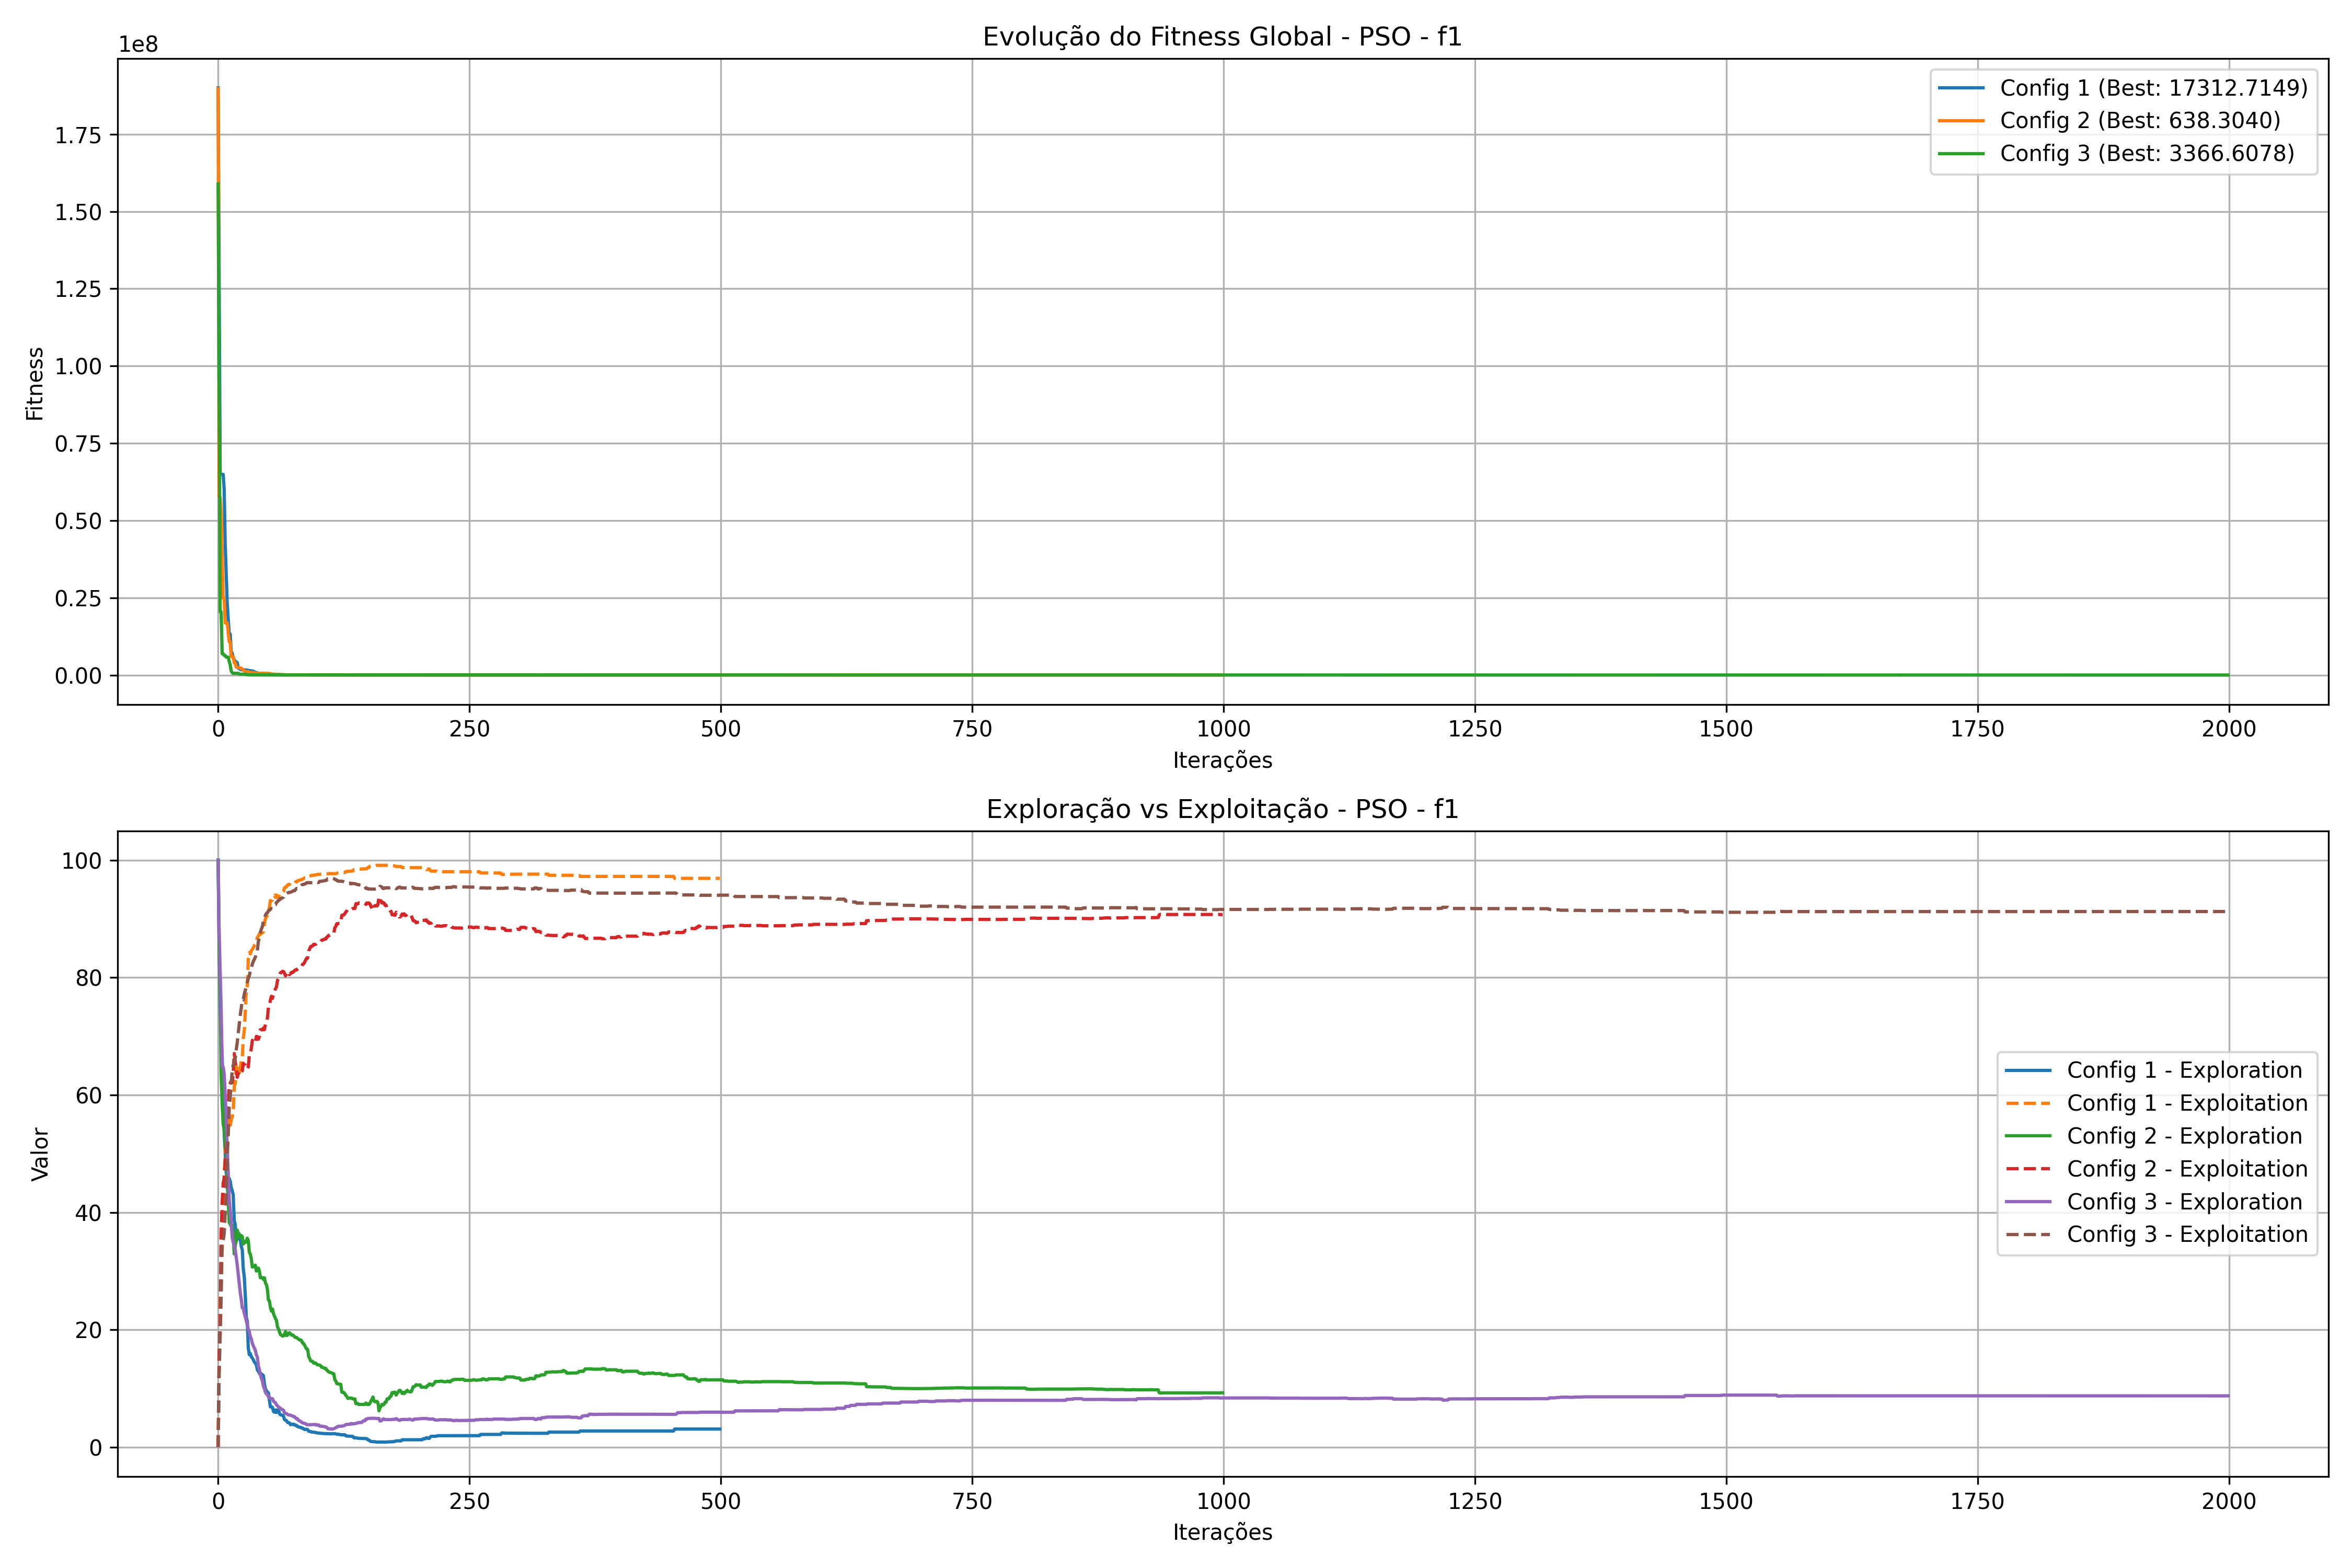 Evolução do Fitness Global - PSO - f1
1e8
Fitness
1.75
1.50
1.25
1.00
0.75
0.50
0.25
0.00
Config 1 (Best: 17312.7149)
Config 2 (Best: 638.3040)
Config 3 (Best: 3366.6078)
0 250 500 750 1000 1250 1500 1750 2000
Iterações
Exploração vs Exploitação - PSO - f1
Valor
100
80
60
40
20
0
Config 1 - Exploration
Config 1 - Exploitation
Config 2 - Exploration
Config 2 - Exploitation
Config 3 - Exploration
Config 3 - Exploitation
0 250 500 750 1000 1250 1500 1750 2000
Iterações